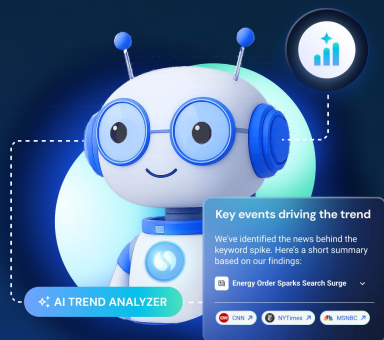 Key events driving the trend
We've identified the news behind the
keyword spike. Here's a short summary
based on our findings:
Energy Order Sparks Search Surge
AI TREND ANALYZER
CNN
NYTimes
MSNBC